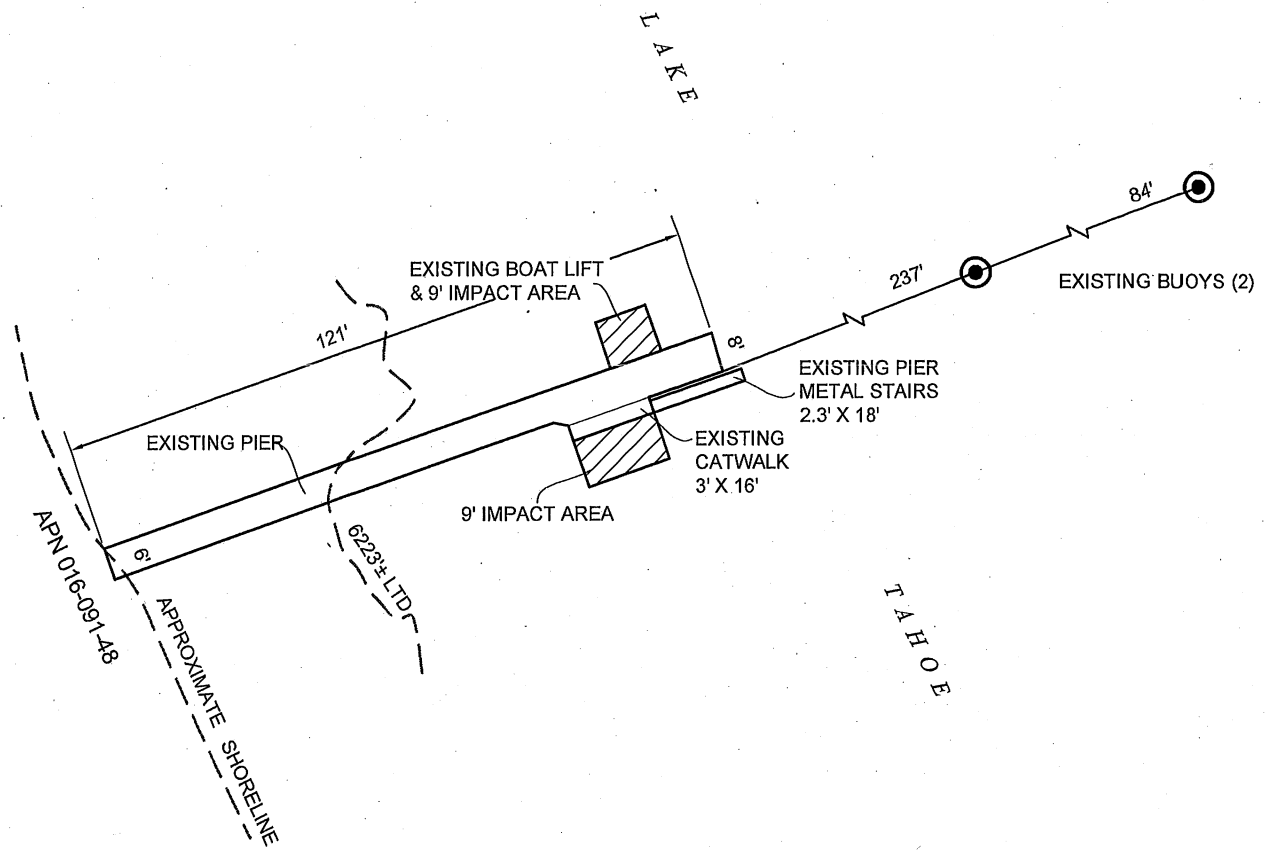 LAKE
84'
237'
EXISTING BUOYS (2)
EXISTING BOAT LIFT
& 9' IMPACT AREA
121'
8'
EXISTING PIER
METAL STAIRS
2.3' X 18'
EXISTING PIER
EXISTING
CATWALK
3' X 16'
9' IMPACT AREA
6'
6223'± LTD
APN 016-091-48
APPROXIMATE SHORELINE
TAHOE